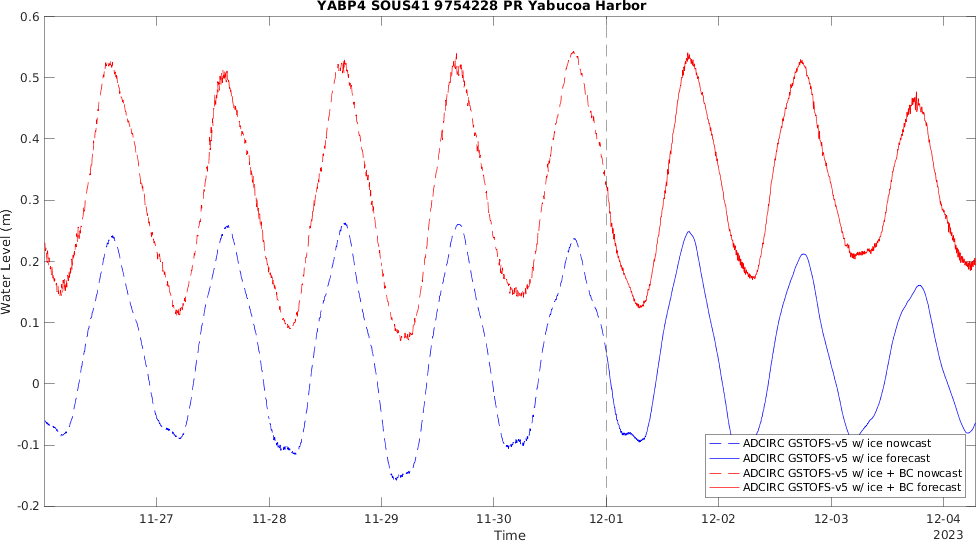 YABP4 SOUS41 9754228 PR Yabucoa Harbor
0.6
0.5
0.4
0.3
0.2
0.1
0
-0.1
-0.2
Water Level (m)
ADCIRC GSTOFS-v5 w/ ice nowcast
ADCIRC GSTOFS-v5 w/ ice forecast
ADCIRC GSTOFS-v5 w/ ice + BC nowcast
ADCIRC GSTOFS-v5 w/ ice + BC forecast
11-27 11-28 11-29 11-30 12-01 12-02 12-03 12-04
Time
2023